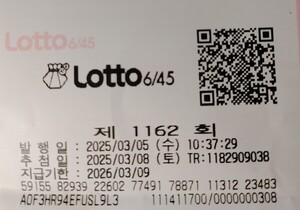 Lotto 6/45
Lotto 6/45
제 1162 회
발 행 일 : 2025/03/05 (수) 10:37:29
추 첨 일 : 2025/03/08 (토) TR:1182909038
지급기한 : 2026/03/09
59155 82939 22602 77491 78871 11312 23483
AOF3HR94EFUSL9L3 111411700/0000000308